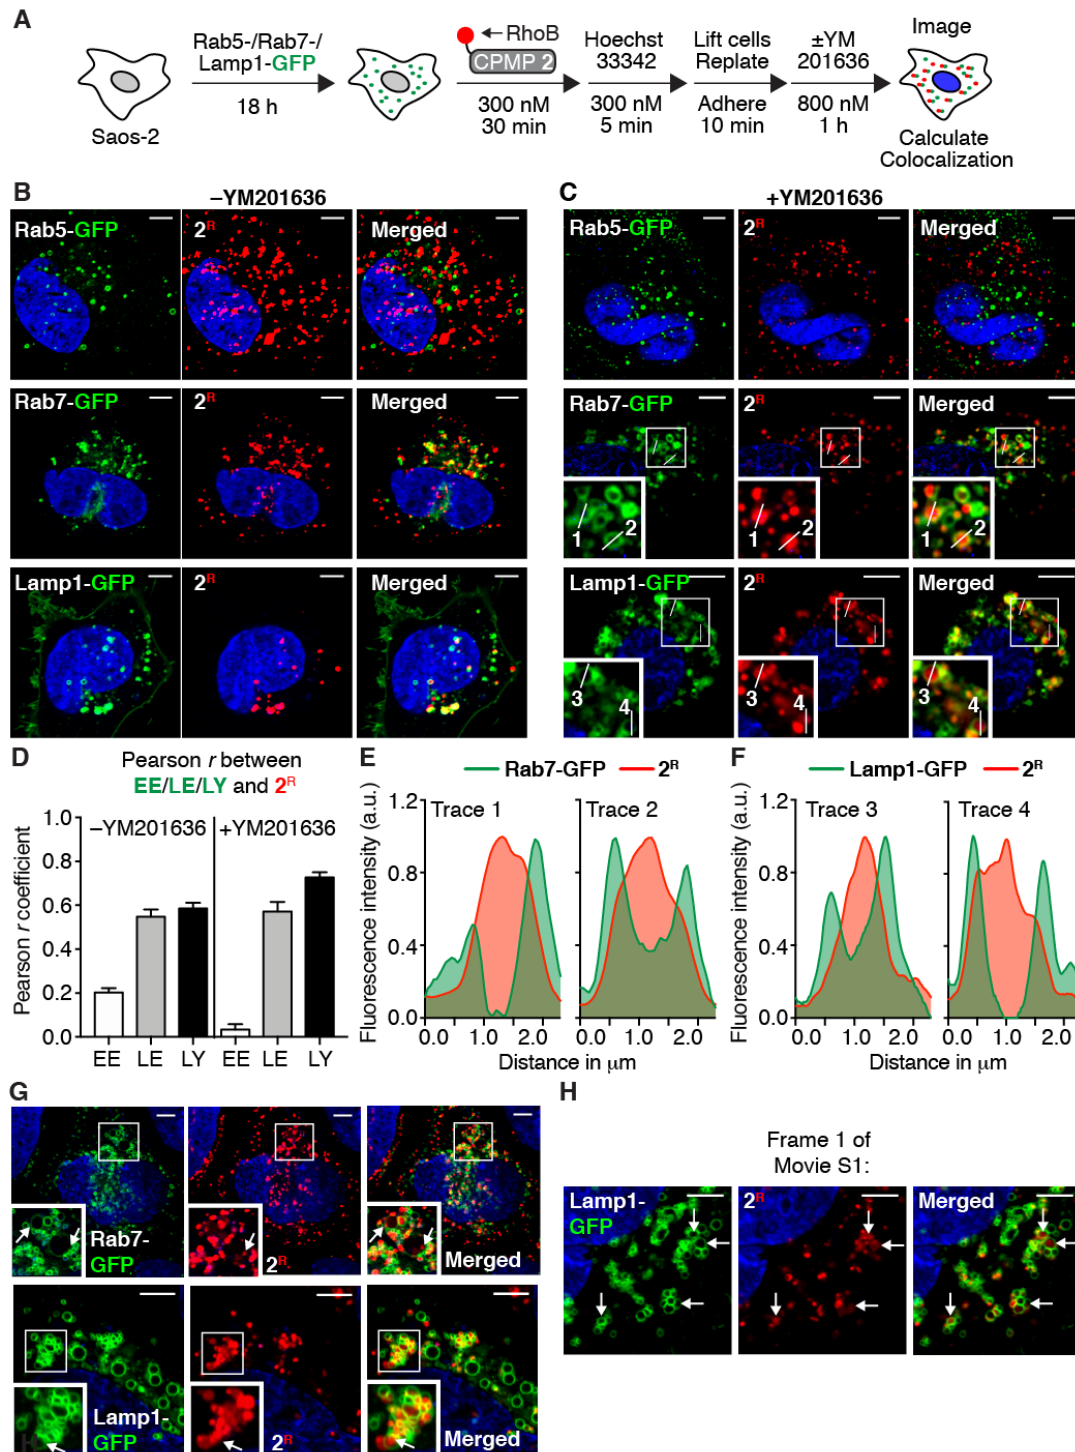 A
Rab5-/Rab7-/
Lamp1-GFP
18 h
Saos-2
RhoB
CPMP 2
300 nM
30 min
Hoechst
33342
300 nM
5 min
Lift cells
Replate
Adhere
10 min
±YM
201636
800 nM
1 h
Image
Calculate
Colocalization
B
–YM201636
Rab5-GFP
2R
Merged
Rab7-GFP
2R
Merged
Lamp1-GFP
2R
Merged
C
+YM201636
Rab5-GFP
2R
Merged
Rab7-GFP
2R
Merged
1 2
1 2
1 2
Lamp1-GFP
2R
Merged
3 4
3 4
3 4
D
Pearson r between
EE/LE/LY and 2R
–YM201636 +YM201636
Pearson r coefficient
1.0
0.8
0.6
0.4
0.2
0.0
EE LE LY EE LE LY
E
Rab7-GFP 2R
Fluorescence intensity (a.u.)
1.2
0.8
0.4
0.0
Trace 1 Trace 2
0.0 1.0 2.0 0.0 1.0 2.0
Distance in μm
F
Lamp1-GFP 2R
Fluorescence intensity (a.u.)
1.2
0.8
0.4
0.0
Trace 3 Trace 4
0.0 1.0 2.0 0.0 1.0 2.0
Distance in μm
G
Rab7-
GFP
2R
Merged
Lamp1-
GFP
2R
Merged
H
Frame 1 of
Movie S1:
Lamp1-
GFP
2R
Merged